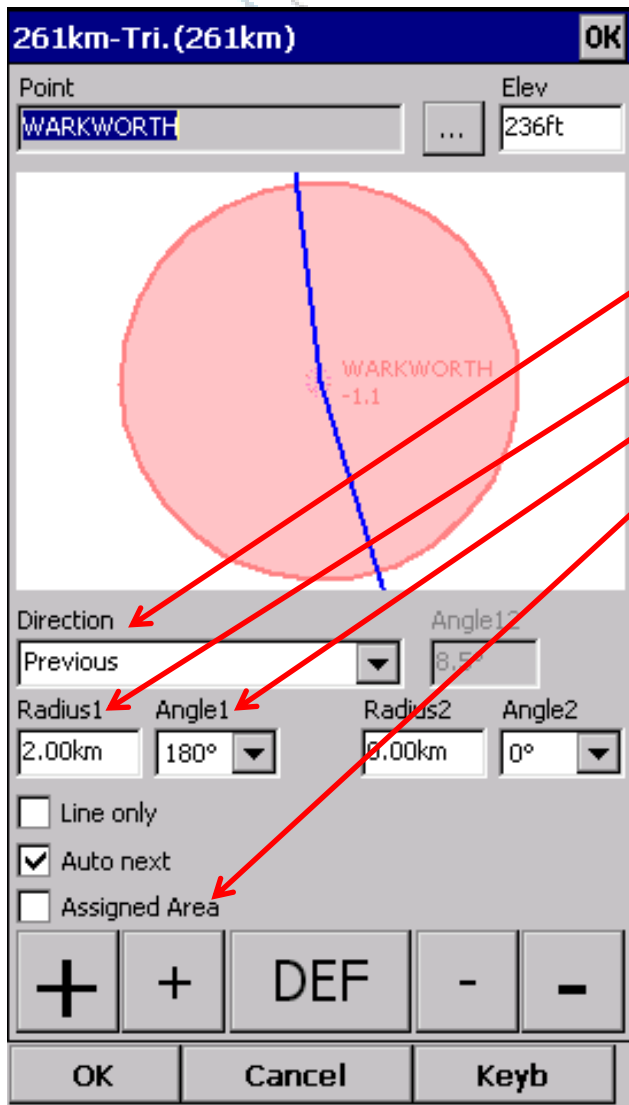 261km-Tri.(261km) OK
Point Elev
WARKWORTH ... 236ft
WARKWORTH
-1.1
Direction Angle12
Previous 8.5°
Radius1 Angle1 Radius2 Angle2
2.00km 180° 0.00km 0°
Line only
Auto next
Assigned Area
+ + DEF - -
OK Cancel Keyb